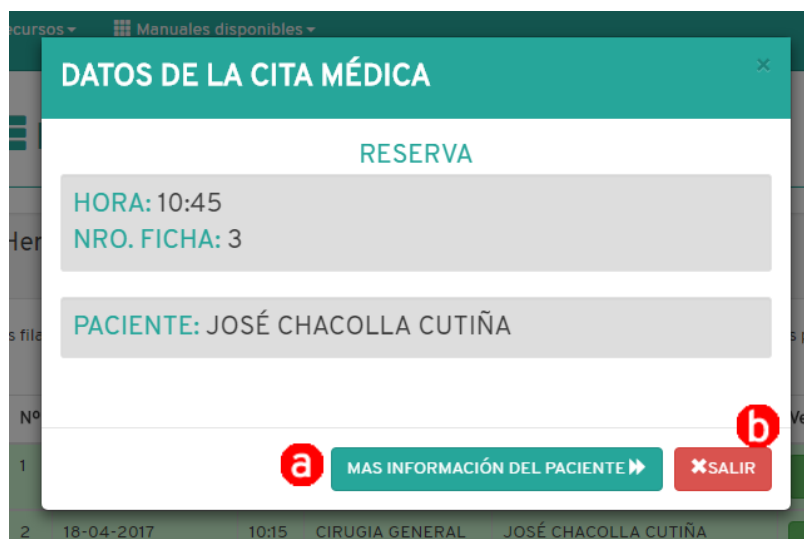 Manuales disponibles
DATOS DE LA CITA MÉDICA
×
RESERVA
HORA: 10:45
NRO. FICHA: 3
PACIENTE: JOSÉ CHACOLLA CUTIÑA
Nº
b
1
a
MAS INFORMACIÓN DEL PACIENTE
SALIR
2 18-04-2017 10:15 CIRUGIA GENERAL JOSÉ CHACOLLA CUTIÑA